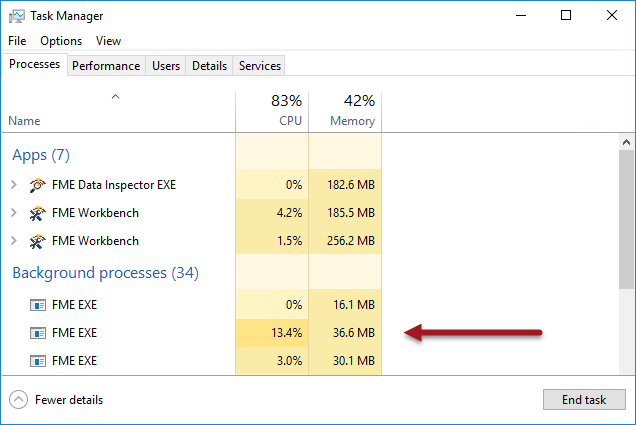 Task Manager
File Options View
Processes Performance Users Details Services
83% 42%
Name CPU Memory
Apps (7)
FME Data Inspector EXE 0% 182.6 MB
FME Workbench 4.2% 185.5 MB
FME Workbench 1.5% 256.2 MB
Background processes (34)
FME EXE 0% 16.1 MB
FME EXE 13.4% 36.6 MB
FME EXE 3.0% 30.1 MB
Fewer details End task